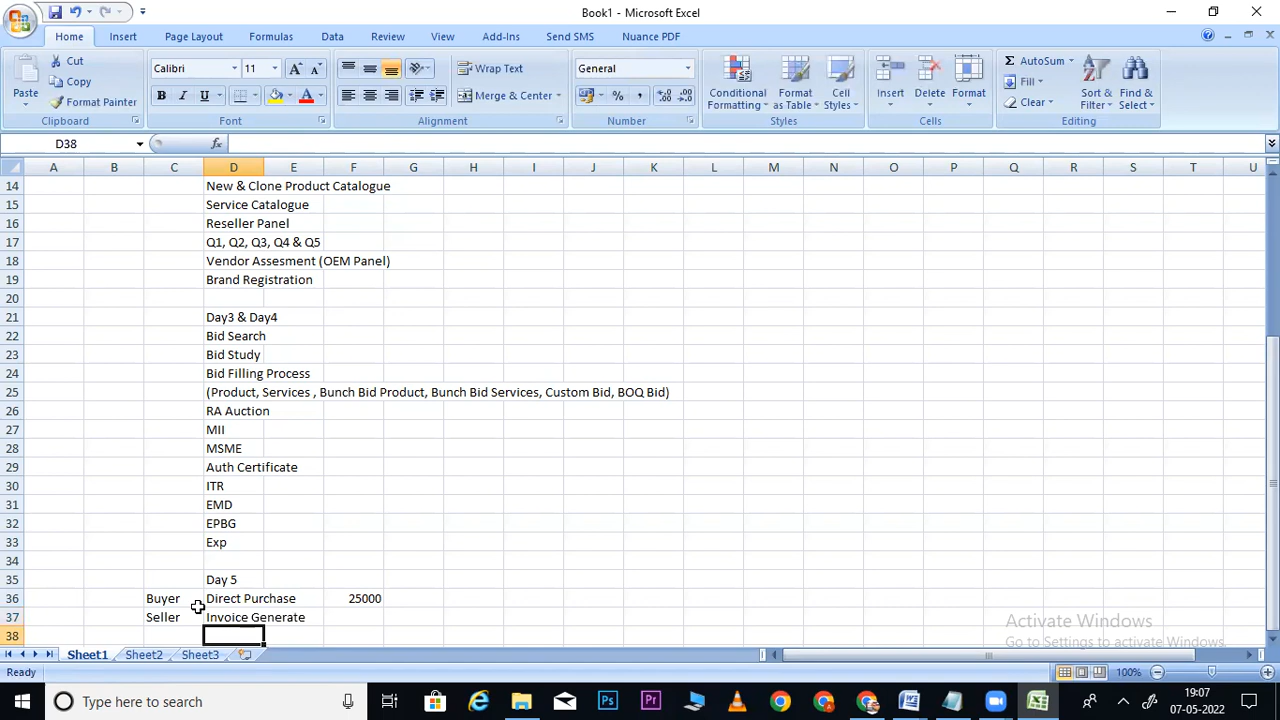 Book1 - Microsoft Excel
Home Insert Page Layout Formulas Data Review View Add-Ins Send SMS Nuance PDF
Paste
Cut
Copy
Format Painter
Clipboard
Calibri 11
B I U
Font
Wrap Text
Merge & Center
Alignment
General
% ,
Number
Conditional Formatting
Format as Table
Cell Styles
Styles
Insert Delete Format
Cells
Σ AutoSum
Fill
Clear
Sort & Filter
Find & Select
Editing
D38 fx
A B C D E F G H I J K L M N O P Q R S T U
14 New & Clone Product Catalogue
15 Service Catalogue
16 Reseller Panel
17 Q1, Q2, Q3, Q4 & Q5
18 Vendor Assesment (OEM Panel)
19 Brand Registration
20
21 Day3 & Day4
22 Bid Search
23 Bid Study
24 Bid Filling Process
25 (Product, Services , Bunch Bid Product, Bunch Bid Services, Custom Bid, BOQ Bid)
26 RA Auction
27 MII
28 MSME
29 Auth Certificate
30 ITR
31 EMD
32 EPBG
33 Exp
34
35 Day 5
36 Buyer Direct Purchase 25000
37 Seller Invoice Generate
38
Activate Windows
Go to Settings to activate Windows.
Sheet1 Sheet2 Sheet3
Ready 100%
Type here to search
Ps Pr
19:07
07-05-2022